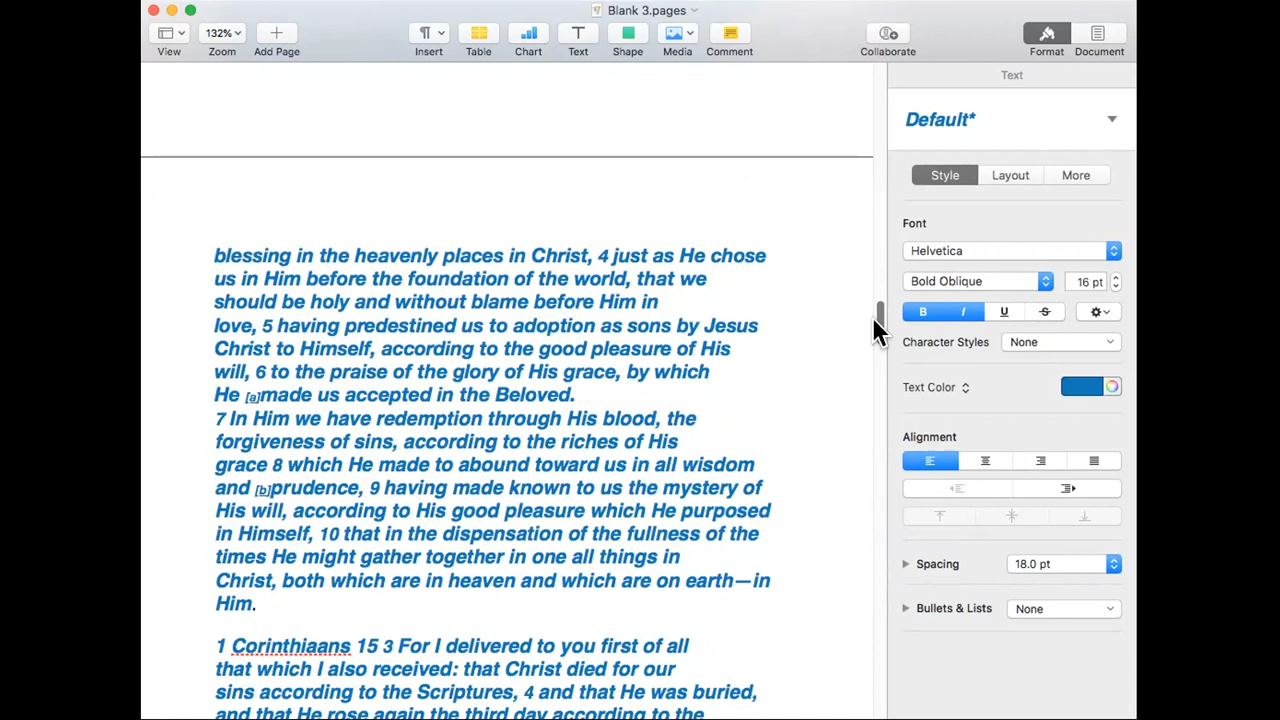 Blank 3.pages
132%
View Zoom Add Page Insert Table Chart Text Shape Media Comment Collaborate Format Document
Text
Default*
Style Layout More
Font
Helvetica
Bold Oblique 16 pt
B I U S
Character Styles None
Text Color
Alignment
Spacing 18.0 pt
Bullets & Lists None
blessing in the heavenly places in Christ, 4 just as He chose
us in Him before the foundation of the world, that we
should be holy and without blame before Him in
love, 5 having predestined us to adoption as sons by Jesus
Christ to Himself, according to the good pleasure of His
will, 6 to the praise of the glory of His grace, by which
He [a]made us accepted in the Beloved.
7 In Him we have redemption through His blood, the
forgiveness of sins, according to the riches of His
grace 8 which He made to abound toward us in all wisdom
and [b]prudence, 9 having made known to us the mystery of
His will, according to His good pleasure which He purposed
in Himself, 10 that in the dispensation of the fullness of the
times He might gather together in one all things in
Christ, both which are in heaven and which are on earth—in
Him.
1 Corinthiaans 15 3 For I delivered to you first of all
that which I also received: that Christ died for our
sins according to the Scriptures, 4 and that He was buried,
and that He rose again the third day according to the